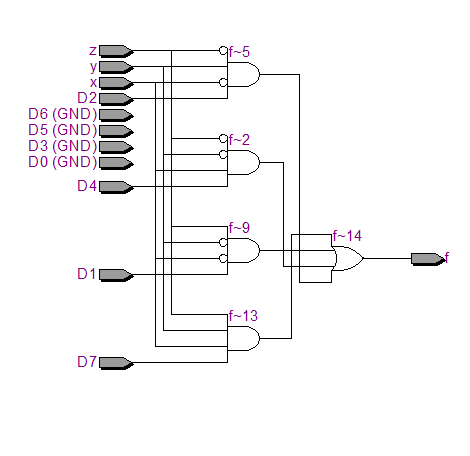 z
f~5
y
x
D2
D6 (GND)
D5 (GND)
f~2
D3 (GND)
D0 (GND)
D4
f~9
f~14
f
D1
f~13
D7